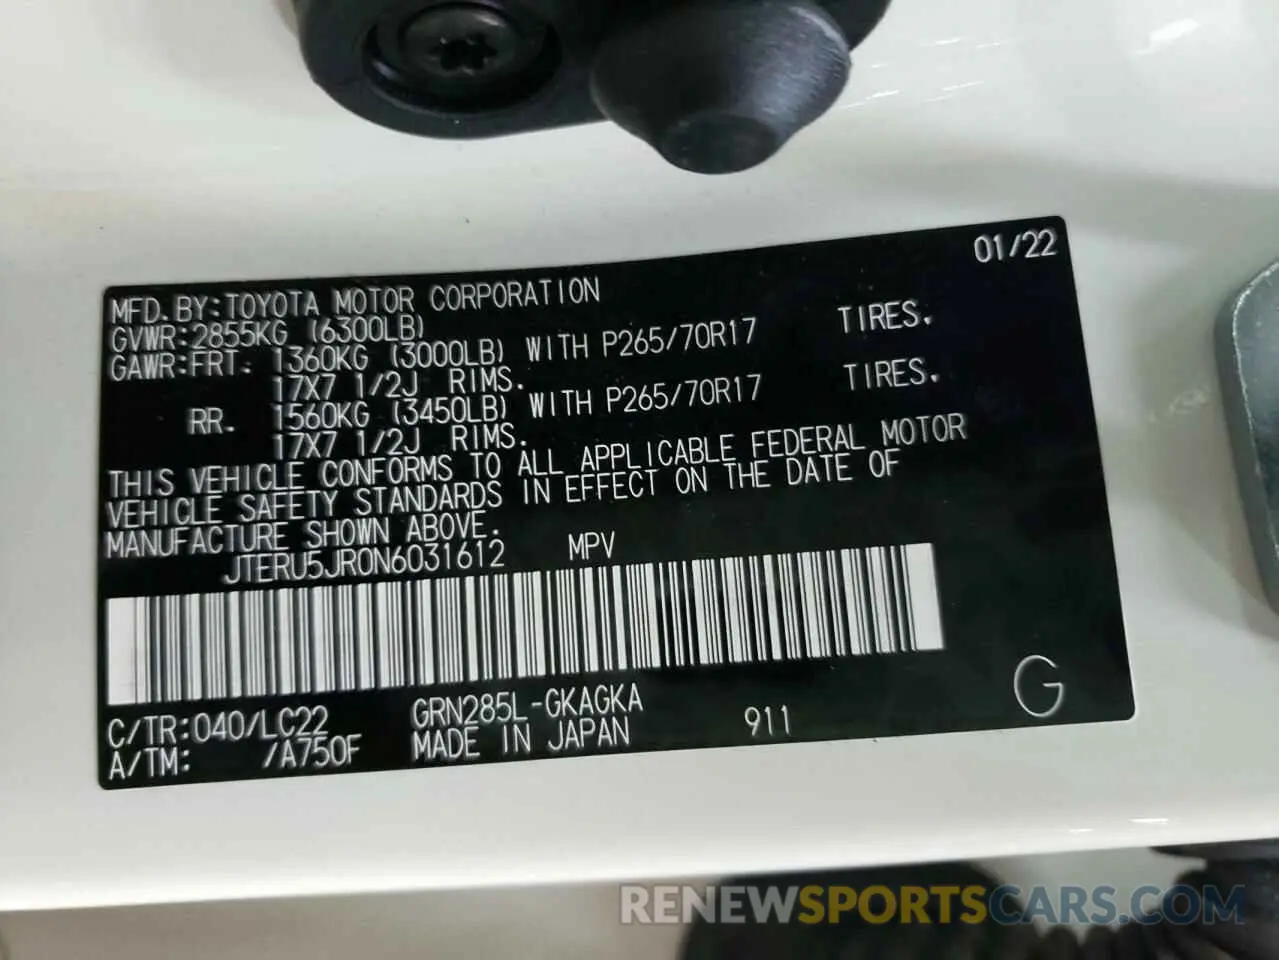 01/22
MFD.BY:TOYOTA MOTOR CORPORATION
GVWR:2855KG (6300LB)
GAWR:FRT: 1360KG (3000LB) WITH P265/70R17 TIRES.
17X7 1/2J RIMS.
RR. 1560KG (3450LB) WITH P265/70R17 TIRES.
17X7 1/2J RIMS.
THIS VEHICLE CONFORMS TO ALL APPLICABLE FEDERAL MOTOR
VEHICLE SAFETY STANDARDS IN EFFECT ON THE DATE OF
MANUFACTURE SHOWN ABOVE.
JTERU5JR0N6031612 MPV
G
C/TR:040/LC22 GRN285L-GKAGKA
A/TM: /A750F MADE IN JAPAN 911
RENEWSPORTSCARS.COM